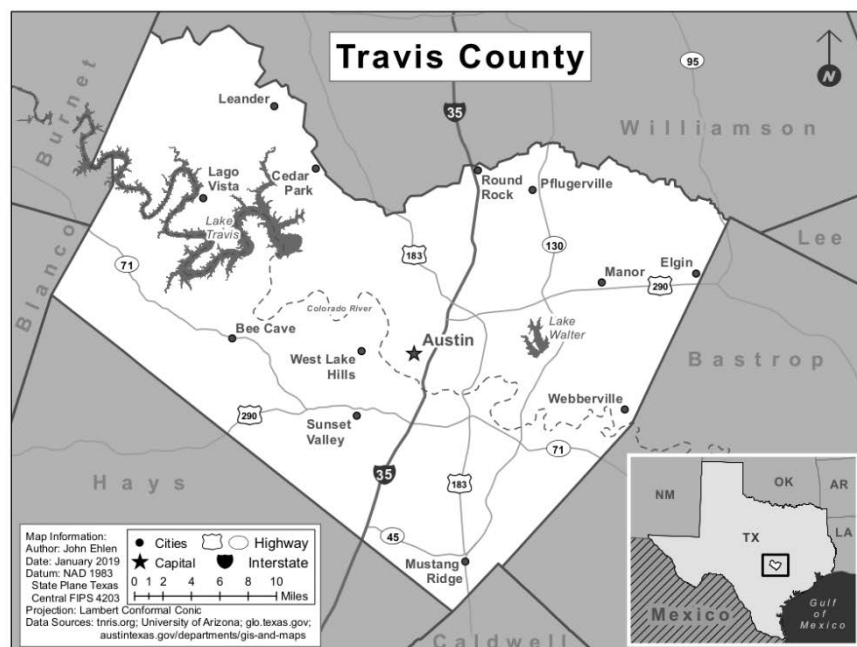 Travis County
N
95
Burnet
Leander
35
Williamson
Lago
Vista
Cedar
Park
Round
Rock
Pflugerville
Lake
Travis
183
130
Lee
71
Manor
Elgin
290
Blanco
Colorado River
Bee Cave
Austin
Lake
Walter
West Lake
Hills
Bastrop
Webberville
290
Sunset
Valley
71
Hays
35
183
45
Mustang
Ridge
Caldwell
Map Information:
Author: John Ehlen
Date: January 2019
Datum: NAD 1983
State Plane Texas
Central FIPS 4203
Projection: Lambert Conformal Conic
Data Sources: tnris.org; University of Arizona; glo.texas.gov;
austintexas.gov/departments/gis-and-maps
Cities Highway
Capital Interstate
0 1 2 4 6 8 10
Miles
NM
OK
AR
TX
LA
Mexico
Gulf
of
Mexico